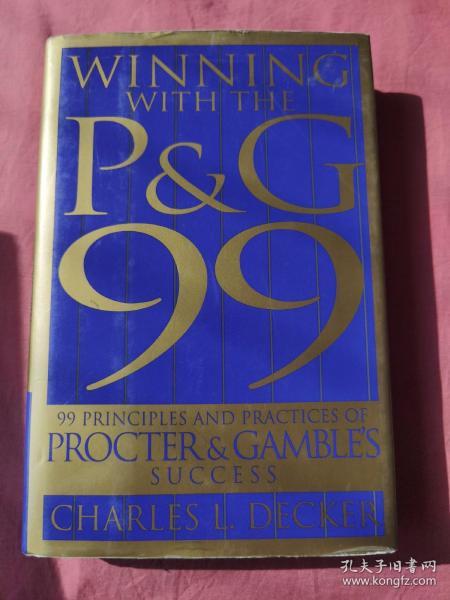 WINNING
WITH THE
P&G
99
99 PRINCIPLES AND PRACTICES OF
PROCTER & GAMBLE'S
SUCCESS
CHARLES L. DECKER
孔夫子旧书网
www.kongfz.com